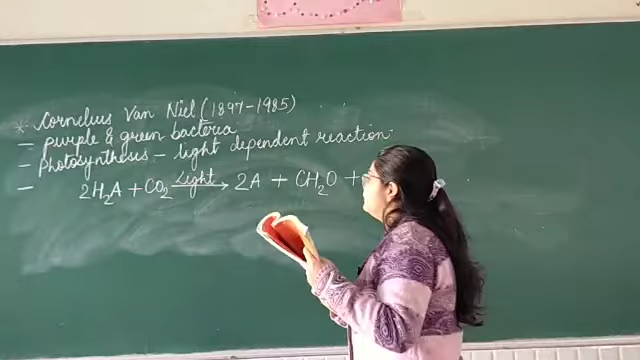 * Cornelius Van Niel (1897-1985)
- purple & green bacteria
- Photosynthesis - light dependent reaction.
- 2H₂A + CO₂ —Light→ 2A + CH₂O +